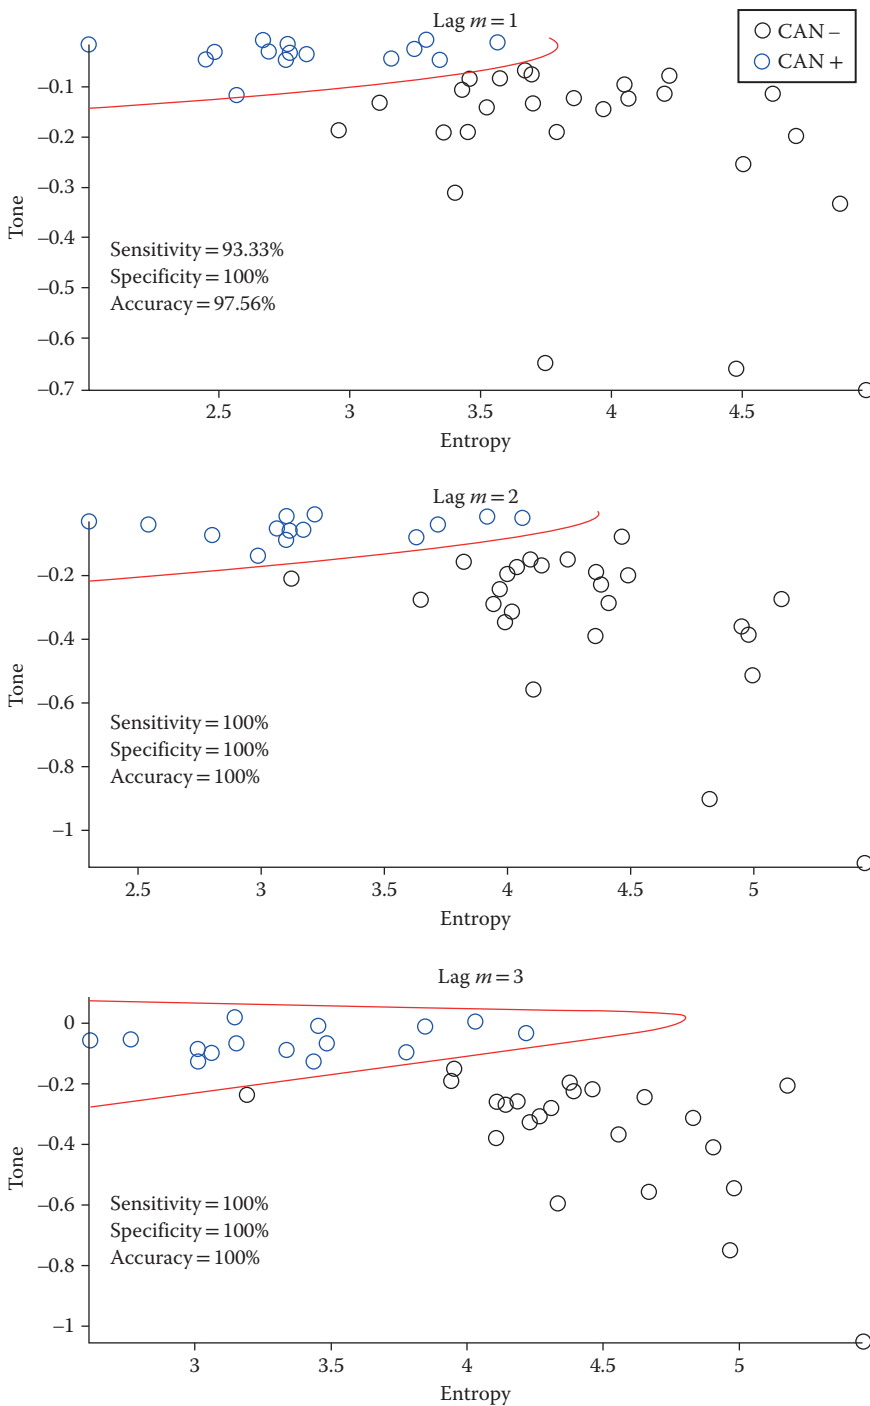 Lag m = 1
CAN –
CAN +
–0.1
–0.2
–0.3
–0.4
–0.5
–0.6
–0.7
Tone
Sensitivity = 93.33%
Specificity = 100%
Accuracy = 97.56%
2.5 3 3.5 4 4.5
Entropy
Lag m = 2
–0.2
–0.4
–0.6
–0.8
–1
Tone
Sensitivity = 100%
Specificity = 100%
Accuracy = 100%
2.5 3 3.5 4 4.5 5
Entropy
Lag m = 3
0
–0.2
–0.4
–0.6
–0.8
–1
Tone
Sensitivity = 100%
Specificity = 100%
Accuracy = 100%
3 3.5 4 4.5 5
Entropy